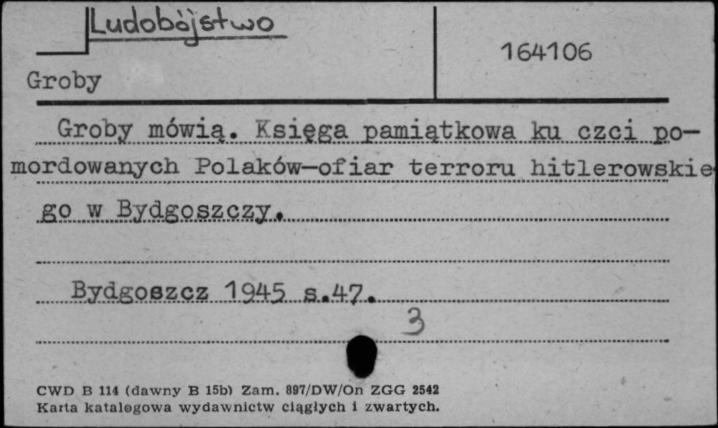 Ludobójstwo
164106
Groby
Groby mówią. Księga pamiątkowa ku czci po-
mordowanych Polaków-ofiar terroru hitlerowskie
go w Bydgoszczy.
Bydgoszcz 1945 s.47.
3
CWD B 114 (dawny B 15b) Zam. 897/DW/On ZGG 2542
Karta katalogowa wydawnictw ciągłych i zwartych.